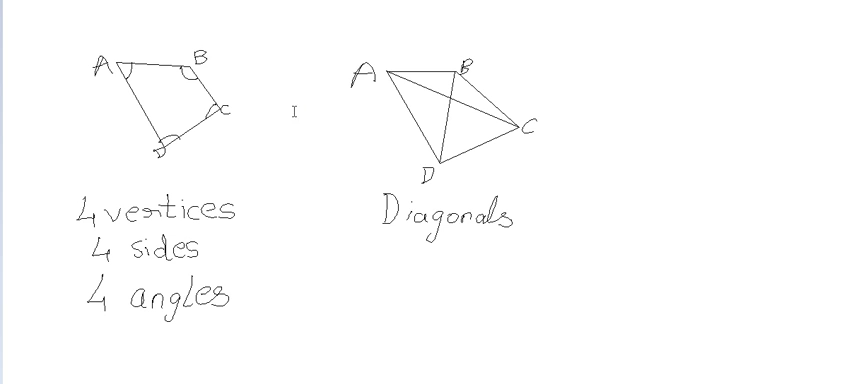 A B
C
D
4 vertices
4 sides
4 angles
A B
C
D
Diagonals